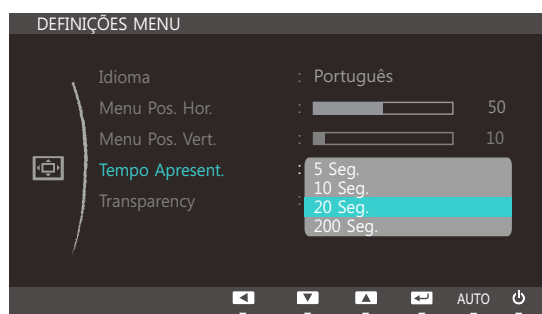 DEFINIÇÕES MENU
Idioma : Português
Menu Pos. Hor. : 50
Menu Pos. Vert. : 10
Tempo Apresent. : 5 Seg.
10 Seg.
Transparency : 20 Seg.
200 Seg.
AUTO